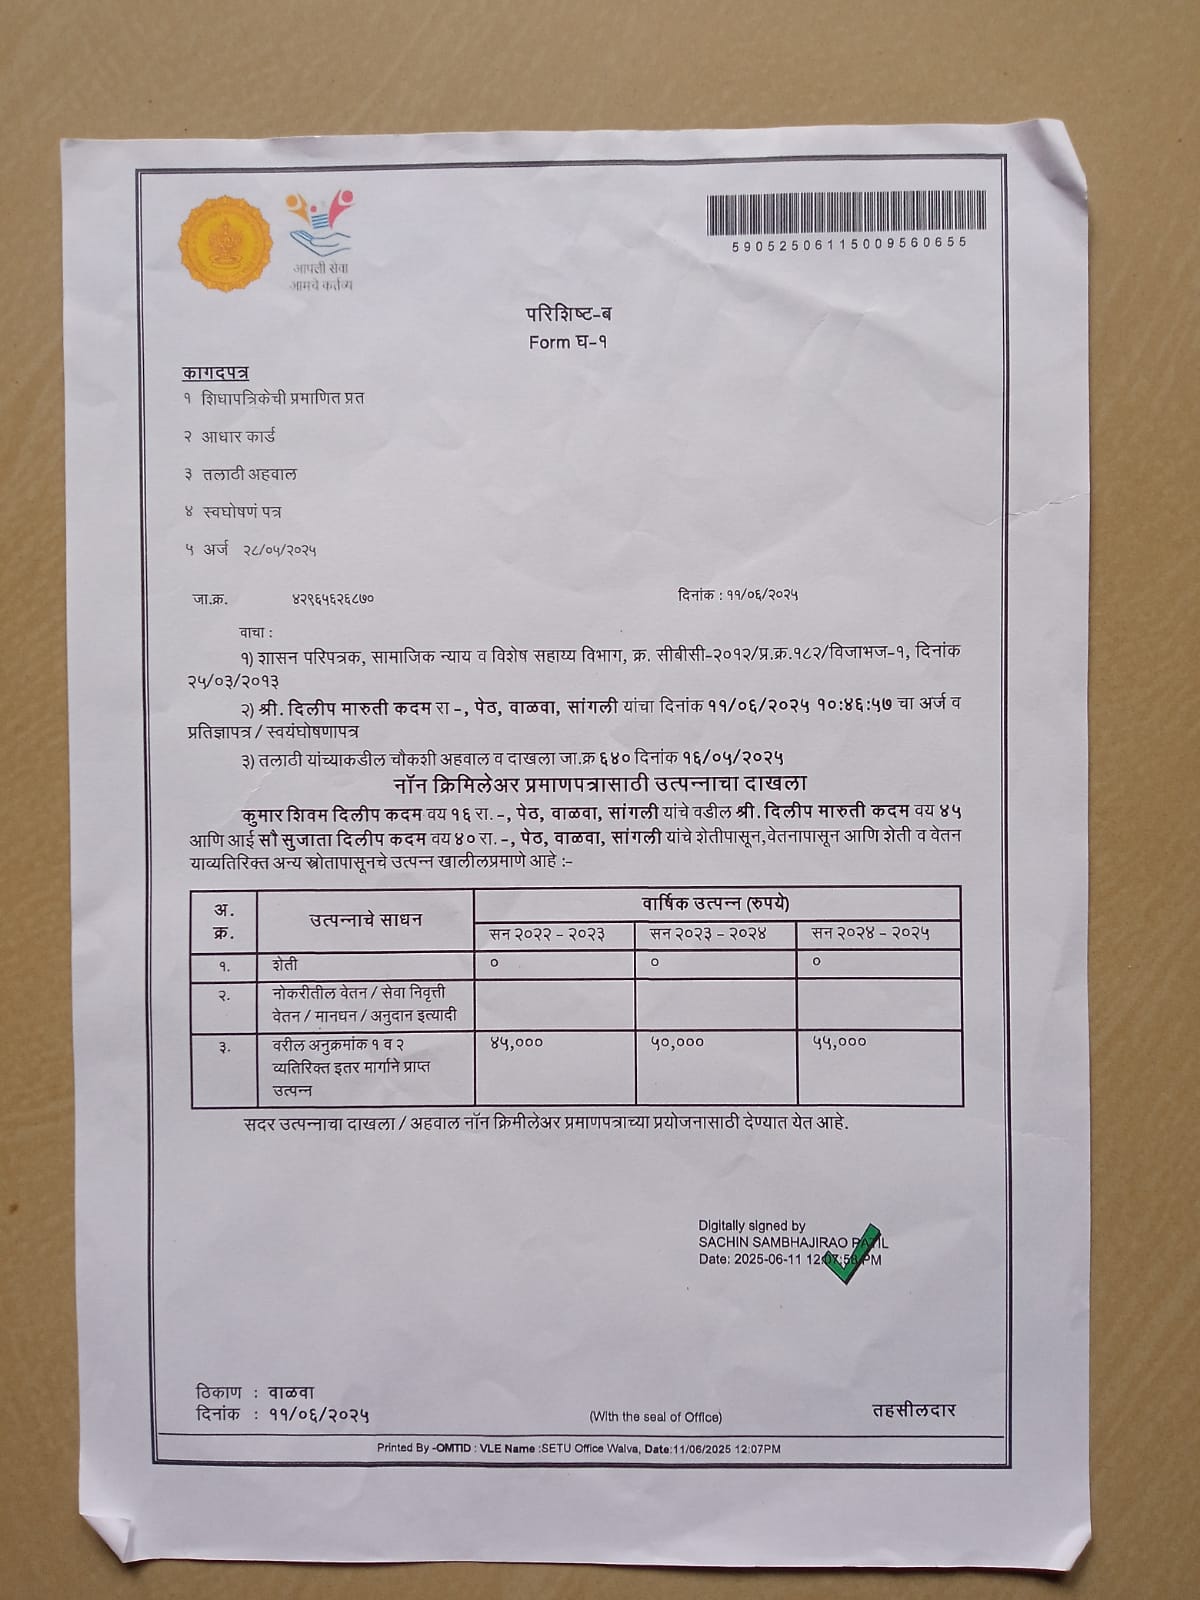 आपली सेवा
आमचे कर्तव्य
59052506115009560655
परिशिष्ट-ब
Form घ-१
कागदपत्र
१ शिधापत्रिकेची प्रमाणित प्रत
२ आधार कार्ड
३ तलाठी अहवाल
४ स्वघोषणं पत्र
५ अर्ज २८/०५/२०२५
जा.क्र. ४२९६५६२६८७० दिनांक : ११/०६/२०२५
वाचा :
१) शासन परिपत्रक, सामाजिक न्याय व विशेष सहाय्य विभाग, क्र. सीबीसी-२०१२/प्र.क्र.१८२/विजाभज-१, दिनांक
२५/०३/२०१३
२) श्री. दिलीप मारुती कदम रा -, पेठ, वाळवा, सांगली यांचा दिनांक ११/०६/२०२५ १०:४६:५७ चा अर्ज व
प्रतिज्ञापत्र / स्वयंघोषणापत्र
३) तलाठी यांच्याकडील चौकशी अहवाल व दाखला जा.क्र ६४० दिनांक १६/०५/२०२५
नॉन क्रिमिलेअर प्रमाणपत्रासाठी उत्पन्नाचा दाखला
कुमार शिवम दिलीप कदम वय १६ रा. -, पेठ, वाळवा, सांगली यांचे वडील श्री. दिलीप मारुती कदम वय ४५
आणि आई सौ सुजाता दिलीप कदम वय ४० रा. -, पेठ, वाळवा, सांगली यांचे शेतीपासून,वेतनापासून आणि शेती व वेतन
याव्यतिरिक्त अन्य स्रोतापासूनचे उत्पन्न खालीलप्रमाणे आहे :-
अ. क्र. उत्पन्नाचे साधन वार्षिक उत्पन्न (रुपये)
सन २०२२ - २०२३ सन २०२३ - २०२४ सन २०२४ - २०२५
१. शेती ० ० ०
२. नोकरीतील वेतन / सेवा निवृत्ती
वेतन / मानधन / अनुदान इत्यादी
३. वरील अनुक्रमांक १ व २ ४५,००० ५०,००० ५५,०००
व्यतिरिक्त इतर मार्गाने प्राप्त
उत्पन्न
सदर उत्पन्नाचा दाखला / अहवाल नॉन क्रिमीलेअर प्रमाणपत्राच्या प्रयोजनासाठी देण्यात येत आहे.
Digitally signed by
SACHIN SAMBHAJIRAO PATIL
Date: 2025-06-11 12:07:58 PM
ठिकाण : वाळवा
दिनांक : ११/०६/२०२५ (With the seal of Office) तहसीलदार
Printed By -OMTID : VLE Name :SETU Office Walva, Date:11/06/2025 12:07PM